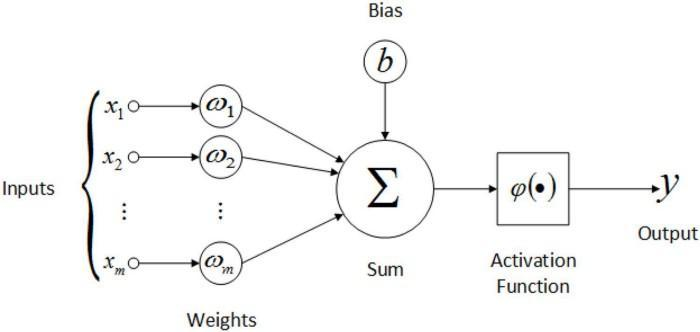 Bias
b
Inputs
x₁
ω₁
x₂
ω₂
⋮
⋮
xₘ
ωₘ
Weights
Σ
Sum
φ(•)
Activation
Function
y
Output